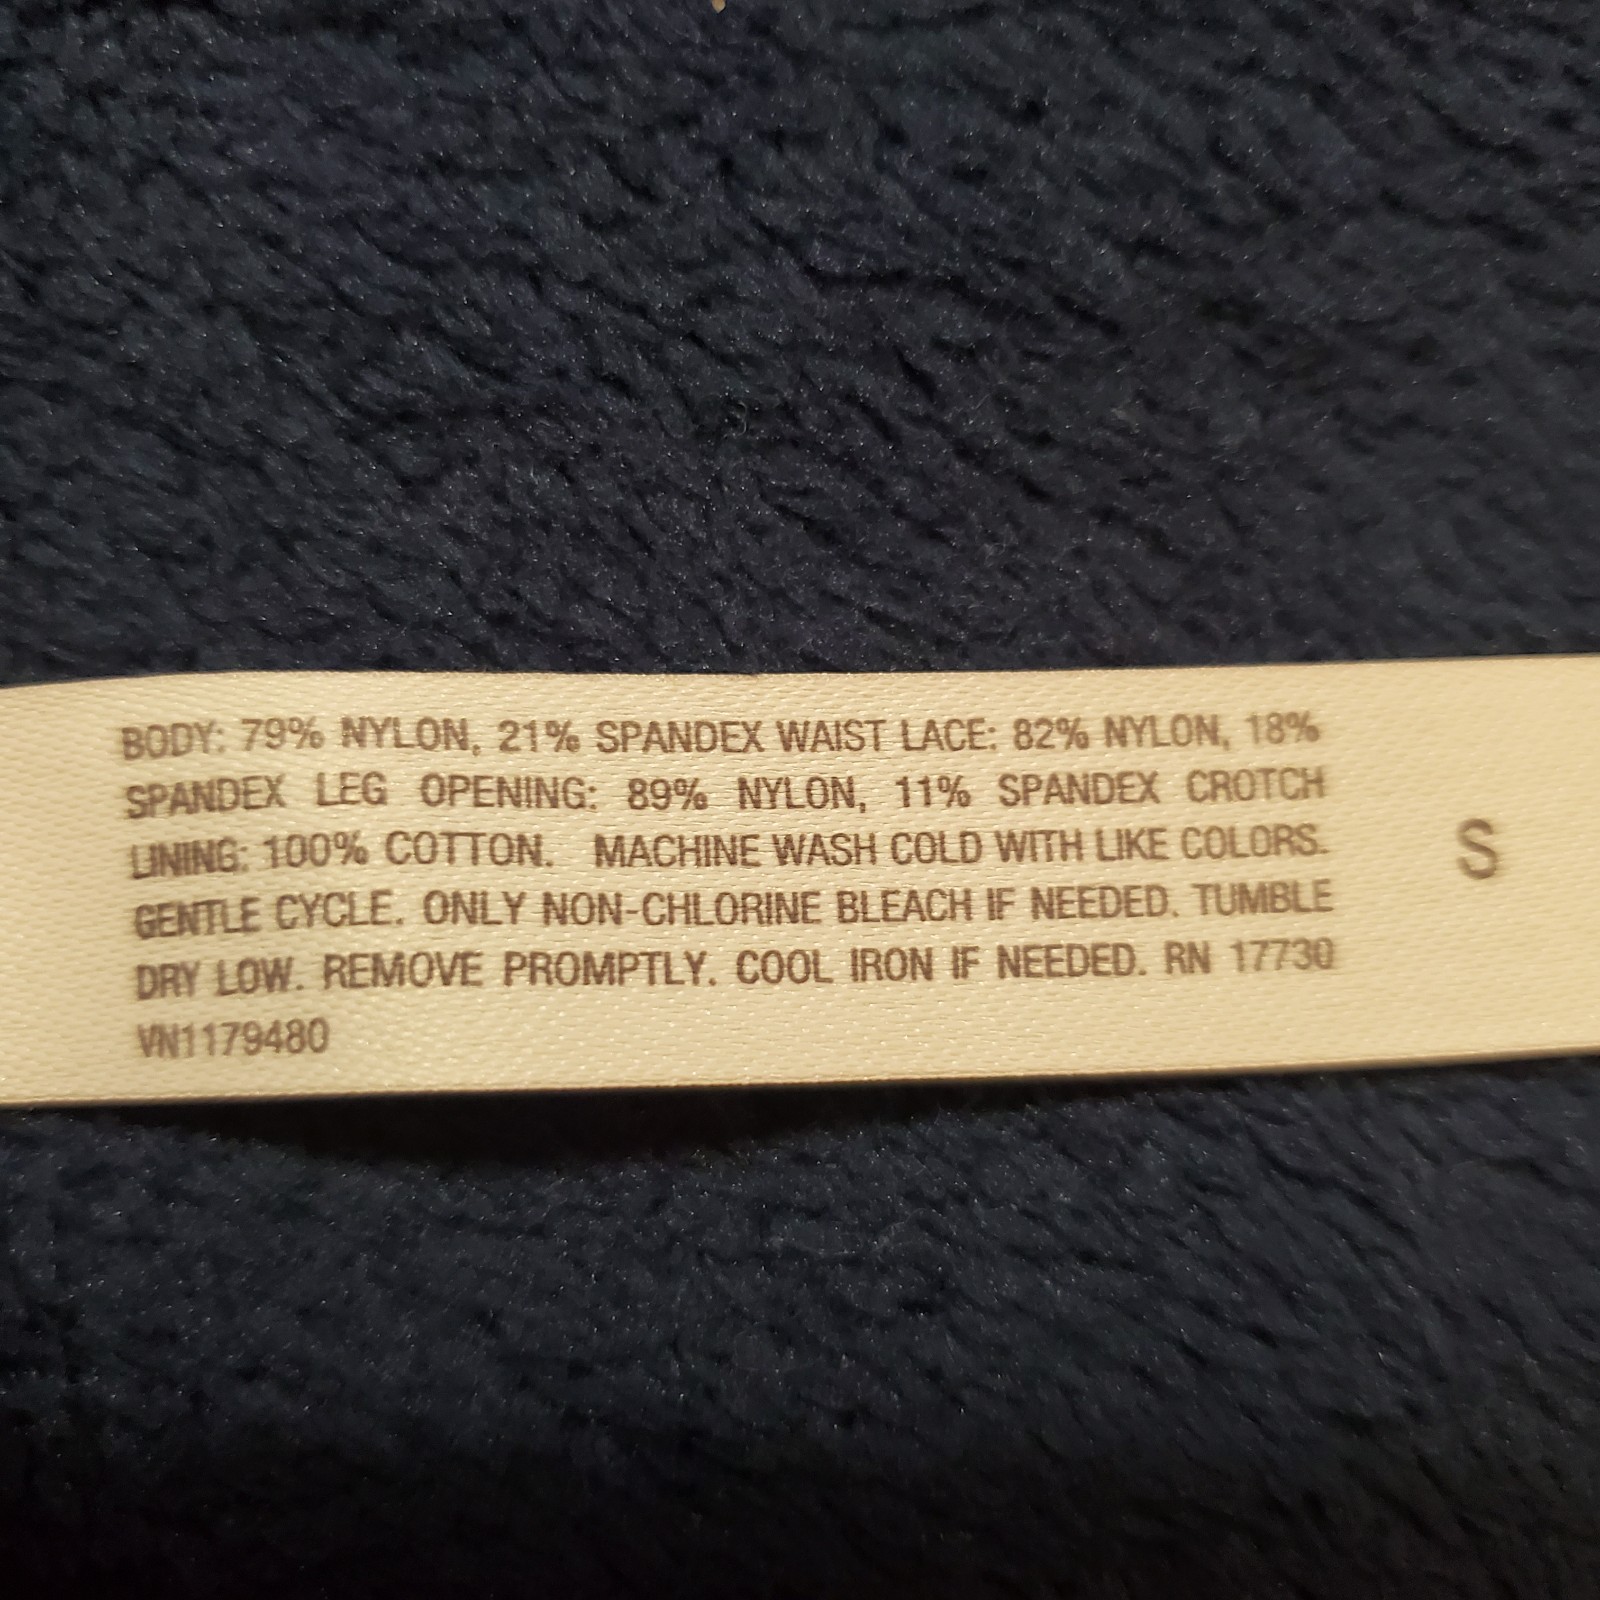 BODY: 79% NYLON, 21% SPANDEX WAIST LACE: 82% NYLON, 18%
SPANDEX LEG OPENING: 89% NYLON, 11% SPANDEX CROTCH
LINING: 100% COTTON. MACHINE WASH COLD WITH LIKE COLORS.
GENTLE CYCLE. ONLY NON-CHLORINE BLEACH IF NEEDED. TUMBLE
DRY LOW. REMOVE PROMPTLY. COOL IRON IF NEEDED. RN 17730
VN1179480
S